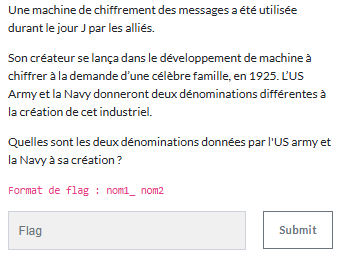 Une machine de chiffrement des messages a été utilisée
durant le jour J par les alliés.
Son créateur se lança dans le développement de machine à
chiffrer à la demande d'une célèbre famille, en 1925. L'US
Army et la Navy donneront deux dénominations différentes à
la création de cet industriel.
Quelles sont les deux dénominations données par l'US army et
la Navy à sa création ?
Format de flag : nom1_ nom2
Flag
Submit